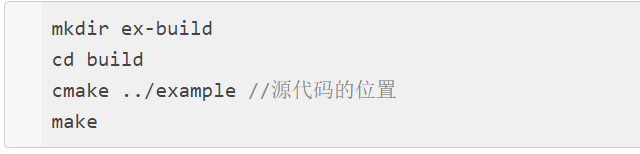 mkdir ex-build
cd build
cmake ../example //源代码的位置
make